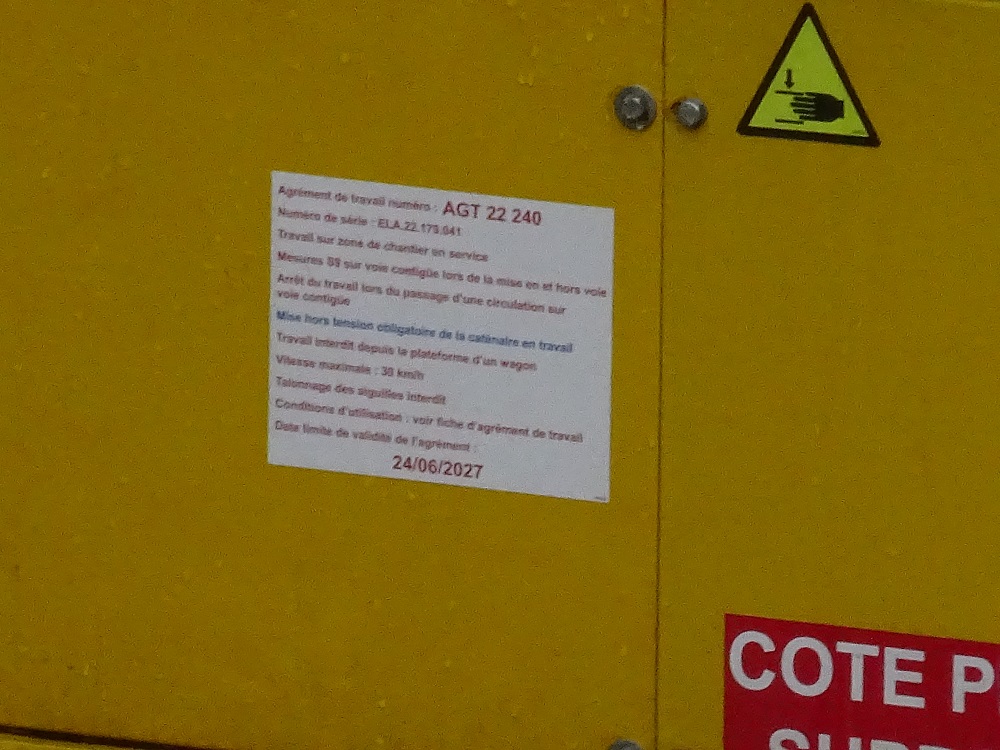 Agrément de travail numéro : AGT 22 240
Numéro de série : ELA.22.179.041
Travail sur zone de chantier en service
Mesures S9 sur voie contigüe lors de la mise en et hors voie
Arrêt du travail lors du passage d'une circulation sur
voie contigüe
Mise hors tension obligatoire de la caténaire en travail
Travail interdit depuis la plateforme d'un wagon
Vitesse maximale : 30 km/h
Talonnage des aiguilles interdit
Conditions d'utilisation : voir fiche d'agrément de travail
Date limite de validité de l'agrément :
24/06/2027
COTE